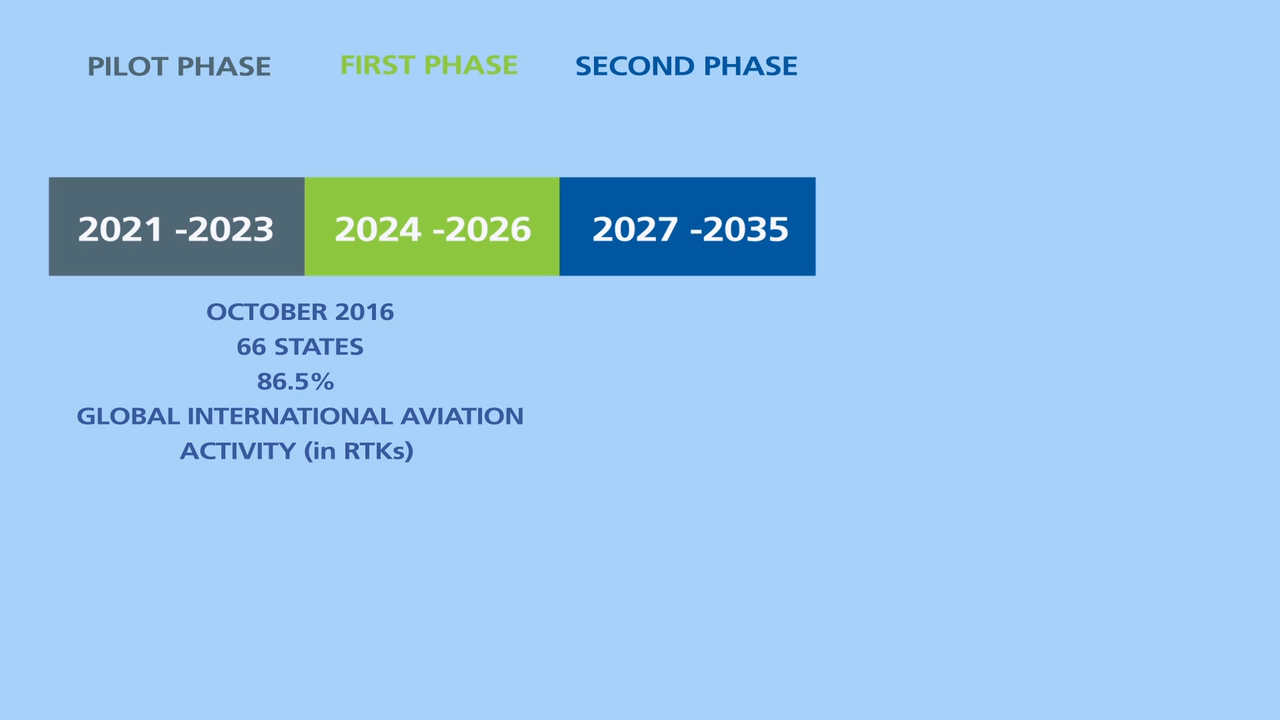 PILOT PHASE FIRST PHASE SECOND PHASE
2021 -2023 2024 -2026 2027 -2035
OCTOBER 2016
66 STATES
86.5%
GLOBAL INTERNATIONAL AVIATION
ACTIVITY (in RTKs)